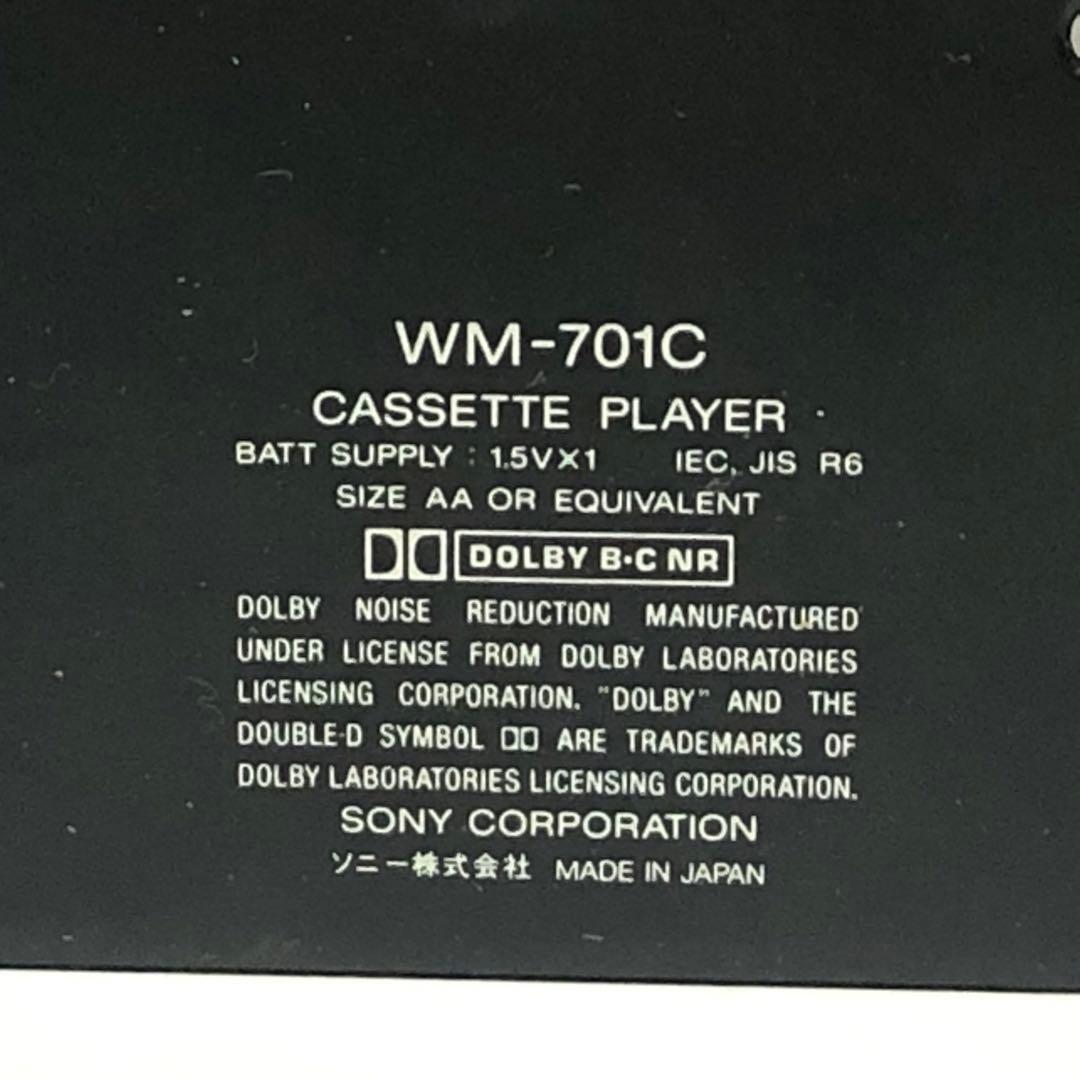 WM-701C
CASSETTE PLAYER
BATT SUPPLY : 1.5V×1 IEC, JIS R6
SIZE AA OR EQUIVALENT
DOLBY B·C NR
DOLBY NOISE REDUCTION MANUFACTURED
UNDER LICENSE FROM DOLBY LABORATORIES
LICENSING CORPORATION. "DOLBY" AND THE
DOUBLE-D SYMBOL ARE TRADEMARKS OF
DOLBY LABORATORIES LICENSING CORPORATION.
SONY CORPORATION
ソニー株式会社 MADE IN JAPAN